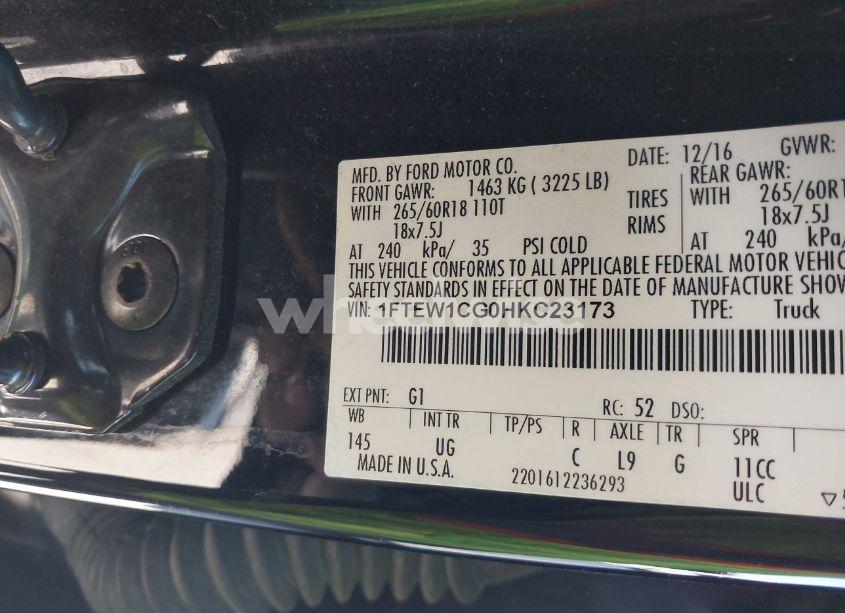 MFD. BY FORD MOTOR CO.
DATE: 12/16 GVWR:
FRONT GAWR: 1463 KG ( 3225 LB)
REAR GAWR:
WITH 265/60R18 110T TIRES WITH 265/60R1
18x7.5J RIMS 18x7.5J
AT 240 kPa/ 35 PSI COLD AT 240 kPa/
THIS VEHICLE CONFORMS TO ALL APPLICABLE FEDERAL MOTOR VEHIC
SAFETY STANDARDS IN EFFECT ON THE DATE OF MANUFACTURE SHOW
VIN: 1FTEW1CG0HKC23173 TYPE: Truck
EXT PNT: G1 RC: 52 DSO:
WB INT TR TP/PS R AXLE TR SPR
145 UG C L9 G 11CC
MADE IN U.S.A. 2201612236293 ULC